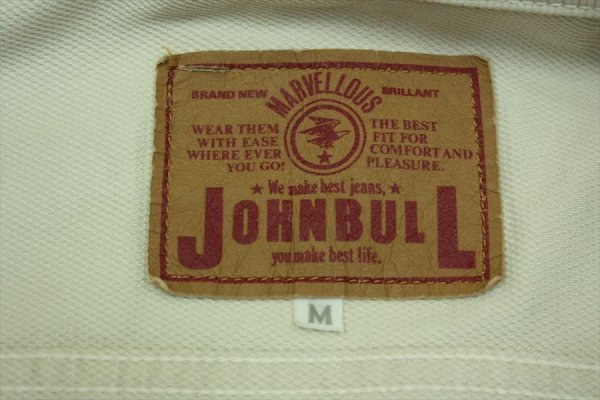 MARVELLOUS
BRAND NEW
BRILLANT
WEAR THEM
WITH EASE
WHERE EVER
YOU GO!
THE BEST
FIT FOR
COMFORT AND
PLEASURE.
★ We make best jeans, ★
JOHNBULL
you make best life.
M